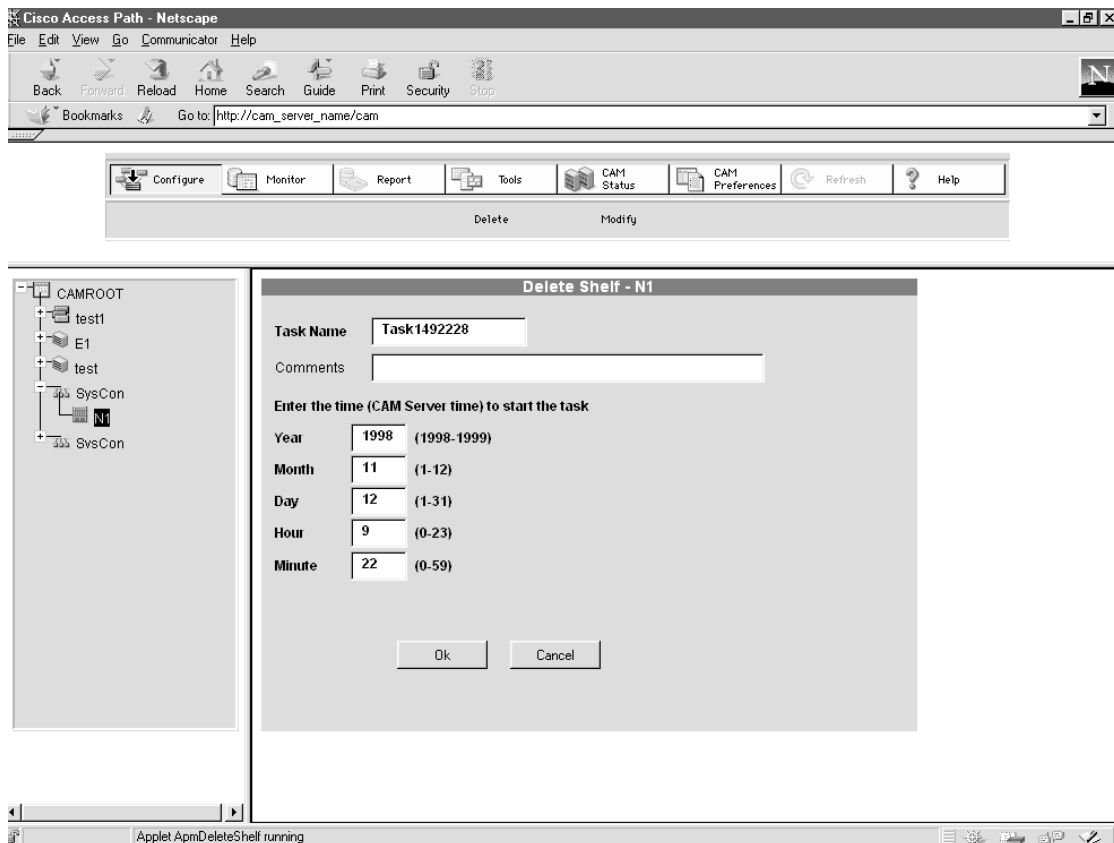 Cisco Access Path - Netscape
File Edit View Go Communicator Help
Back Forward Reload Home Search Guide Print Security Stop
N
Bookmarks Go to: http://cam_server_name/cam
Configure Monitor Report Tools CAM Status CAM Preferences Refresh Help
Delete Modify
CAMROOT
test1
E1
test
SysCon
N1
SysCon
Delete Shelf - N1
Task Name Task1492228
Comments
Enter the time (CAM Server time) to start the task
Year 1998 (1998-1999)
Month 11 (1-12)
Day 12 (1-31)
Hour 9 (0-23)
Minute 22 (0-59)
Ok Cancel
Applet ApmDeleteShelf running